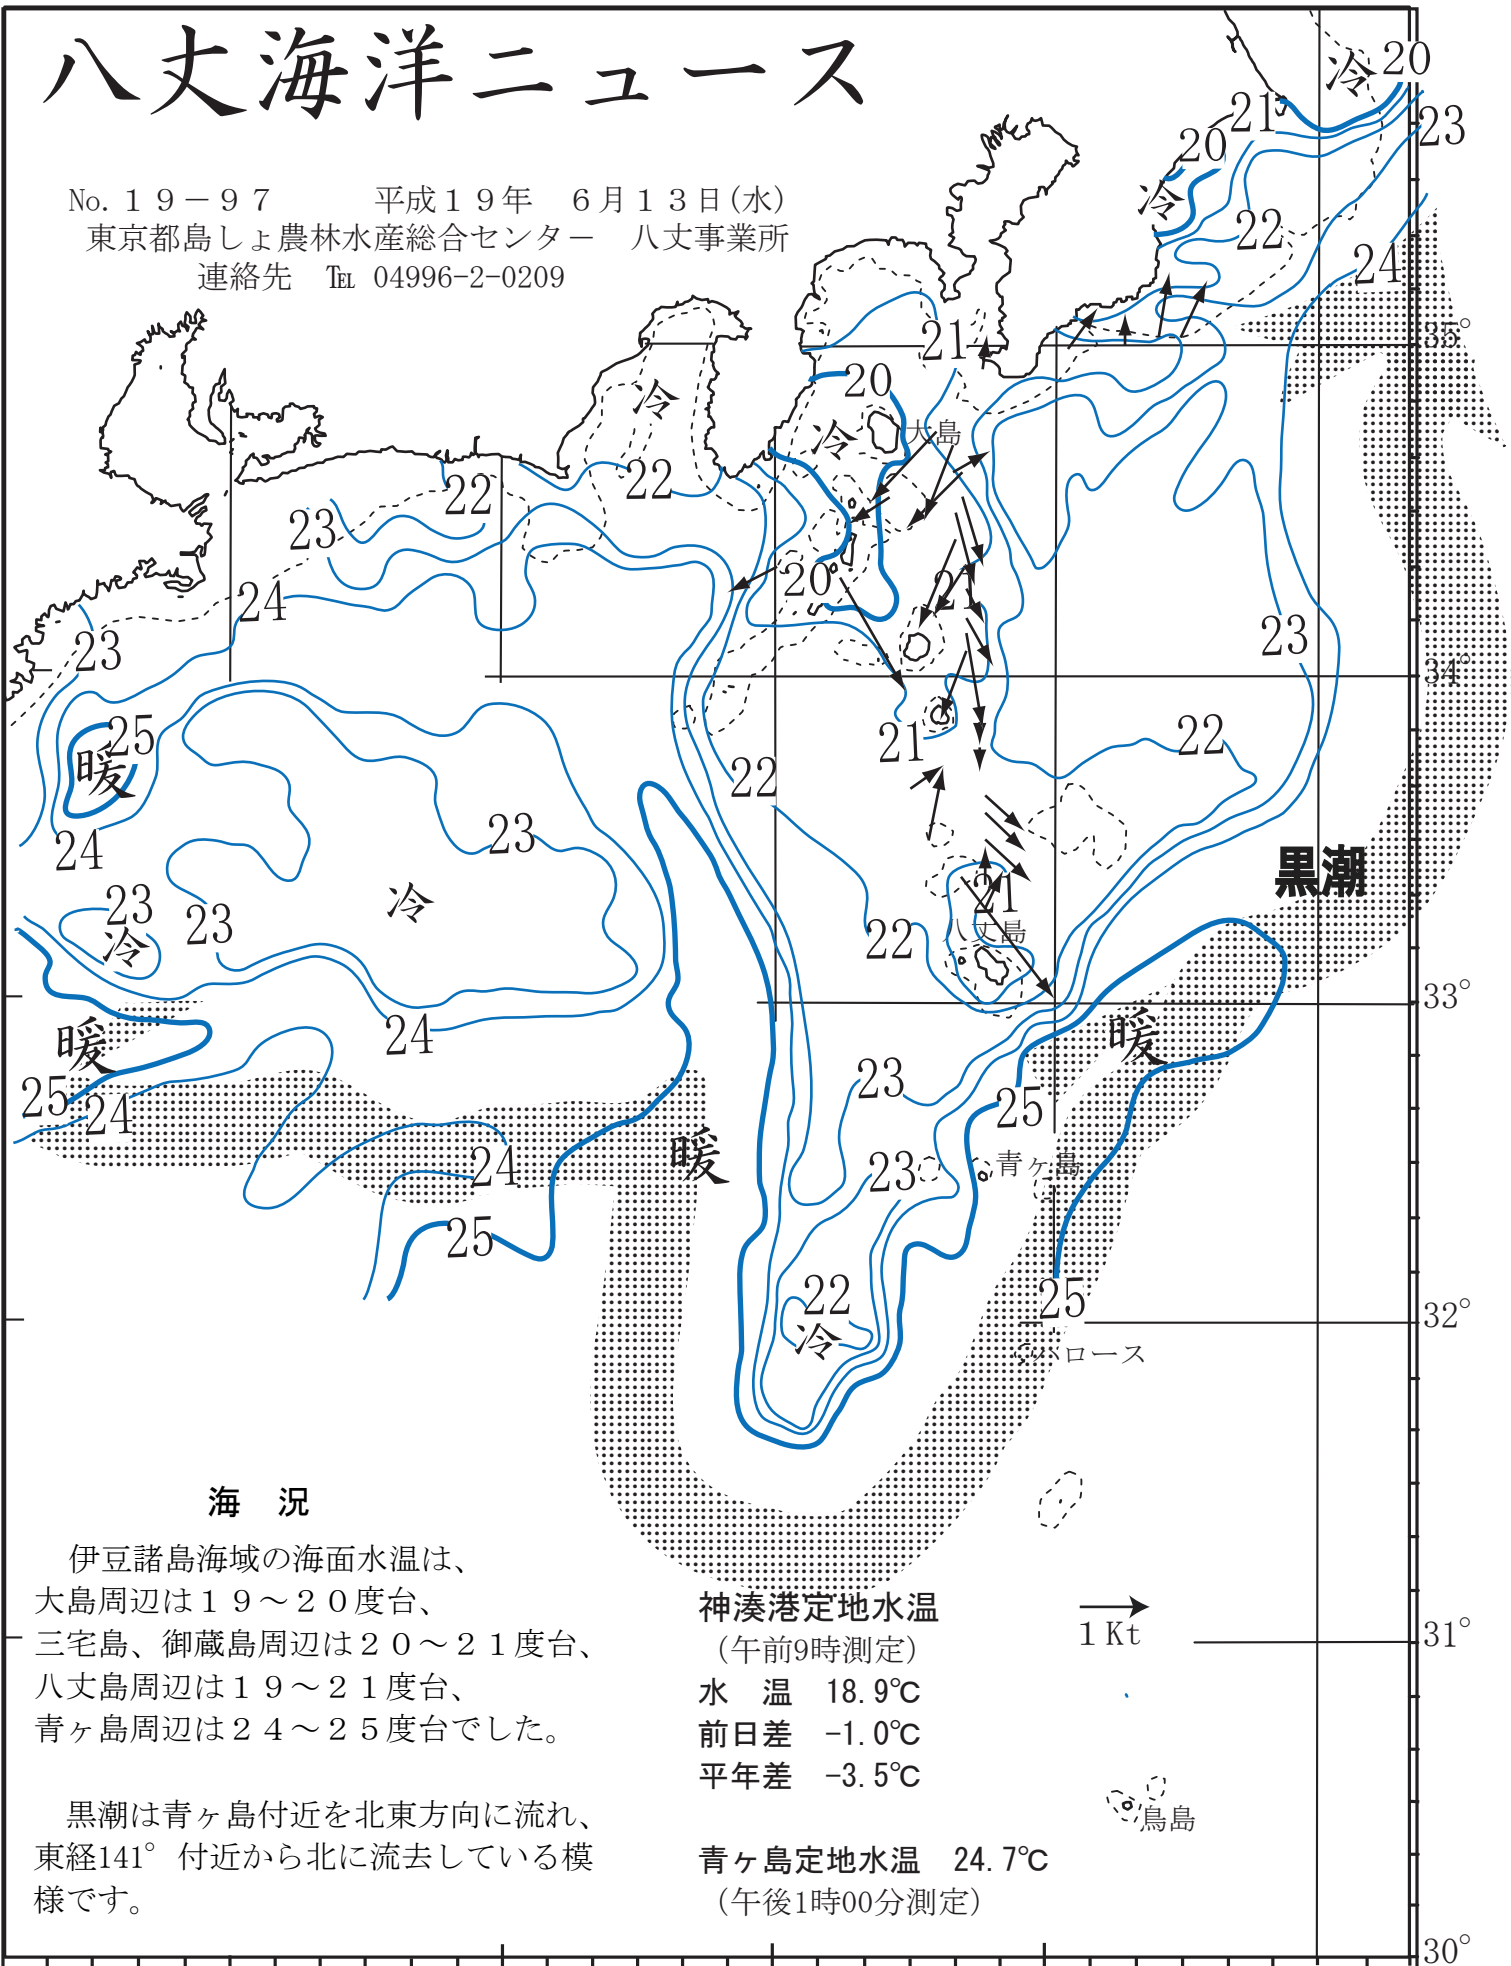 八丈海洋ニュース
No.１９－９７　平成１９年　６月１３日(水)
東京都島しょ農林水産総合センター　八丈事業所
連絡先　℡ 04996-2-0209
冷 20
21
23
20
冷
22
24
35°
21
20
冷
冷
大島
22
22
23
20
21
24
23
23
34°
25
暖
21
22
22
24
23
黒潮
23
冷
23
冷
21
22
八丈島
33°
暖
24
暖
23
25
24
25
暖
24
23
青ヶ島
25
22
冷
25
32°
ベヨネース
海　況
伊豆諸島海域の海面水温は、
大島周辺は１９～２０度台、
三宅島、御蔵島周辺は２０～２１度台、
八丈島周辺は１９～２１度台、
青ヶ島周辺は２４～２５度台でした。
黒潮は青ヶ島付近を北東方向に流れ、
東経141°付近から北に流去している模
様です。
神湊港定地水温
（午前9時測定）
水　温　18.9℃
前日差　-1.0℃
平年差　-3.5℃
青ヶ島定地水温　24.7℃
（午後1時00分測定）
1 Kt
31°
鳥島
30°